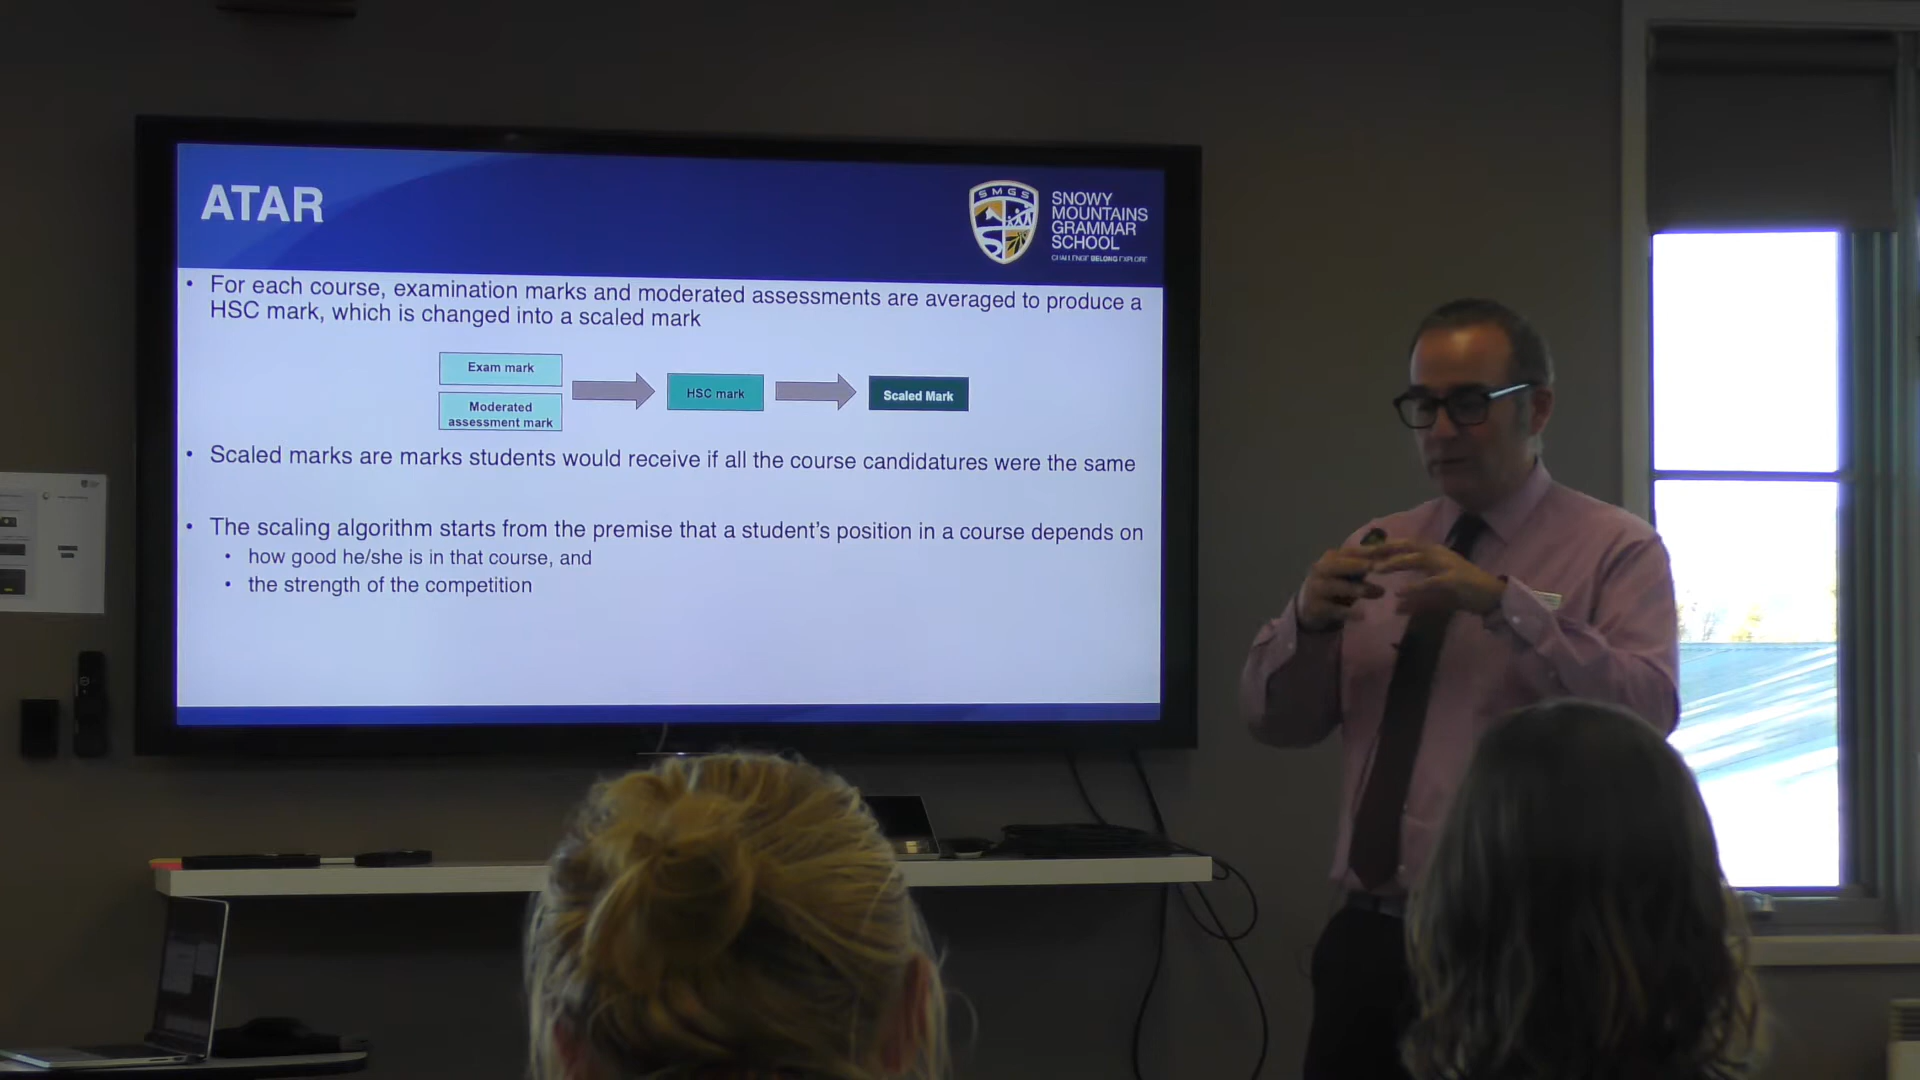 ATAR
SMGS
SNOWY
MOUNTAINS
GRAMMAR
SCHOOL
CHALLENGE BELONG EXPLORE
• For each course, examination marks and moderated assessments are averaged to produce a
HSC mark, which is changed into a scaled mark
Exam mark
Moderated
assessment mark
HSC mark
Scaled Mark
• Scaled marks are marks students would receive if all the course candidatures were the same
• The scaling algorithm starts from the premise that a student's position in a course depends on
• how good he/she is in that course, and
• the strength of the competition